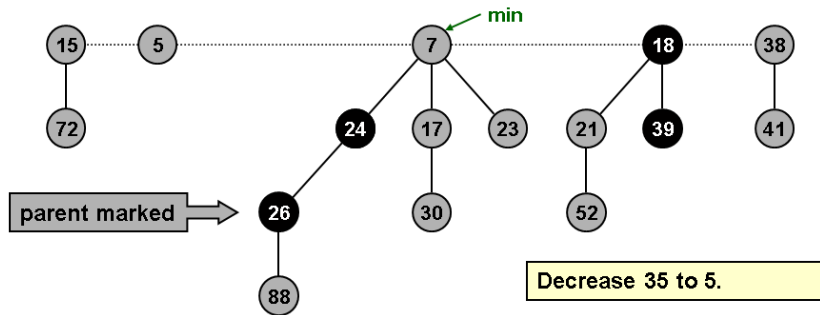 min
15 5 7 18 38
72 24 17 23 21 39 41
parent marked 26 30 52
88
Decrease 35 to 5.